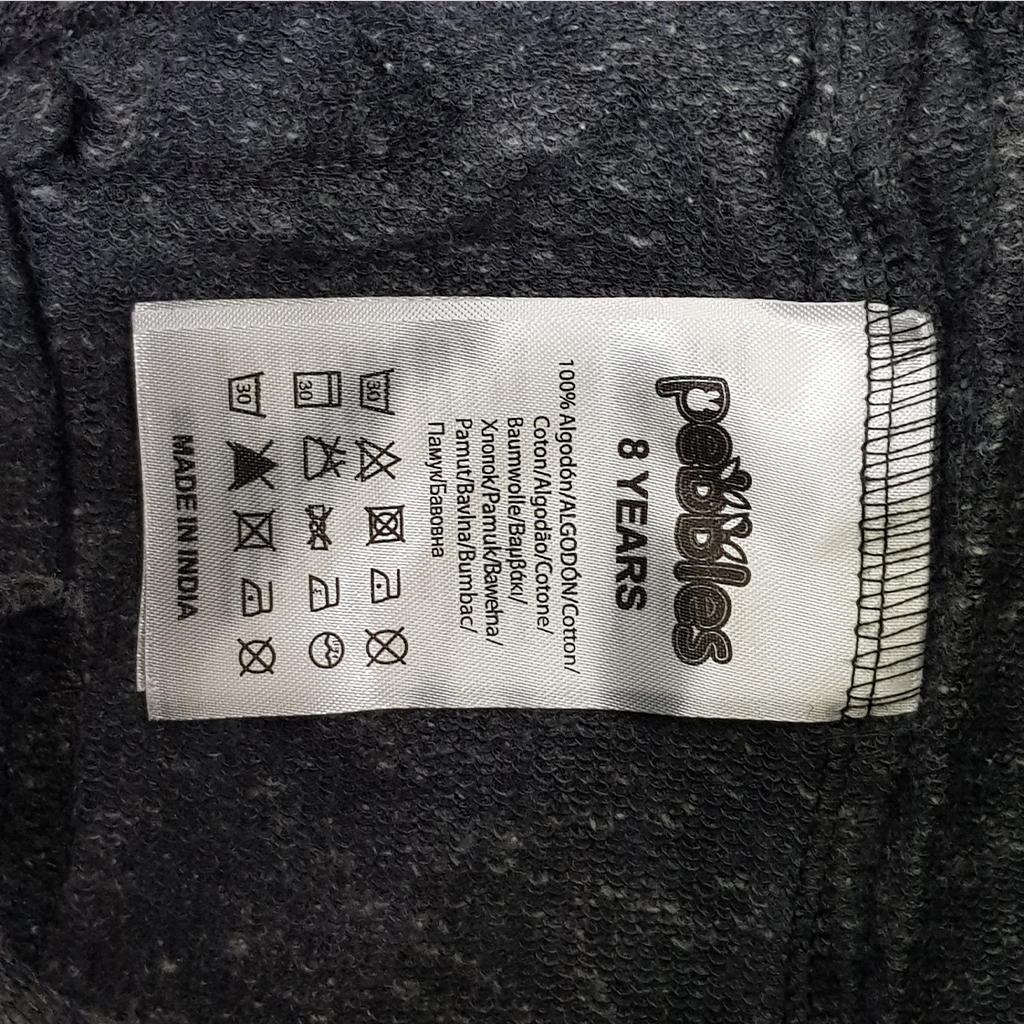 pebbles
8 YEARS
100% Algodón/ALGODÓN/Cotton/
Coton/Algodão/Cotone/
Baumwolle/Βαμβάκι/
Хлопок/Pamuk/Bawełna/
Pamut/Bavlna/Bumbac/
Памук/Бавовна
30
30
30
MADE IN INDIA